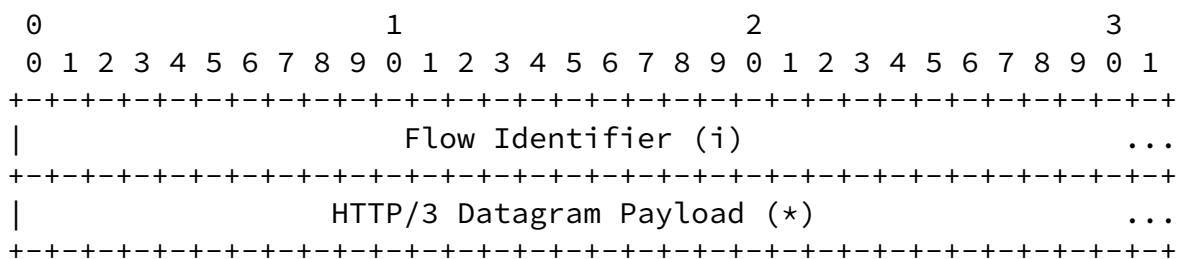 0                   1                   2                   3
 0 1 2 3 4 5 6 7 8 9 0 1 2 3 4 5 6 7 8 9 0 1 2 3 4 5 6 7 8 9 0 1
+-+-+-+-+-+-+-+-+-+-+-+-+-+-+-+-+-+-+-+-+-+-+-+-+-+-+-+-+-+-+-+-+
|                     Flow Identifier (i)                     ...
+-+-+-+-+-+-+-+-+-+-+-+-+-+-+-+-+-+-+-+-+-+-+-+-+-+-+-+-+-+-+-+-+
|                 HTTP/3 Datagram Payload (*)                 ...
+-+-+-+-+-+-+-+-+-+-+-+-+-+-+-+-+-+-+-+-+-+-+-+-+-+-+-+-+-+-+-+-+